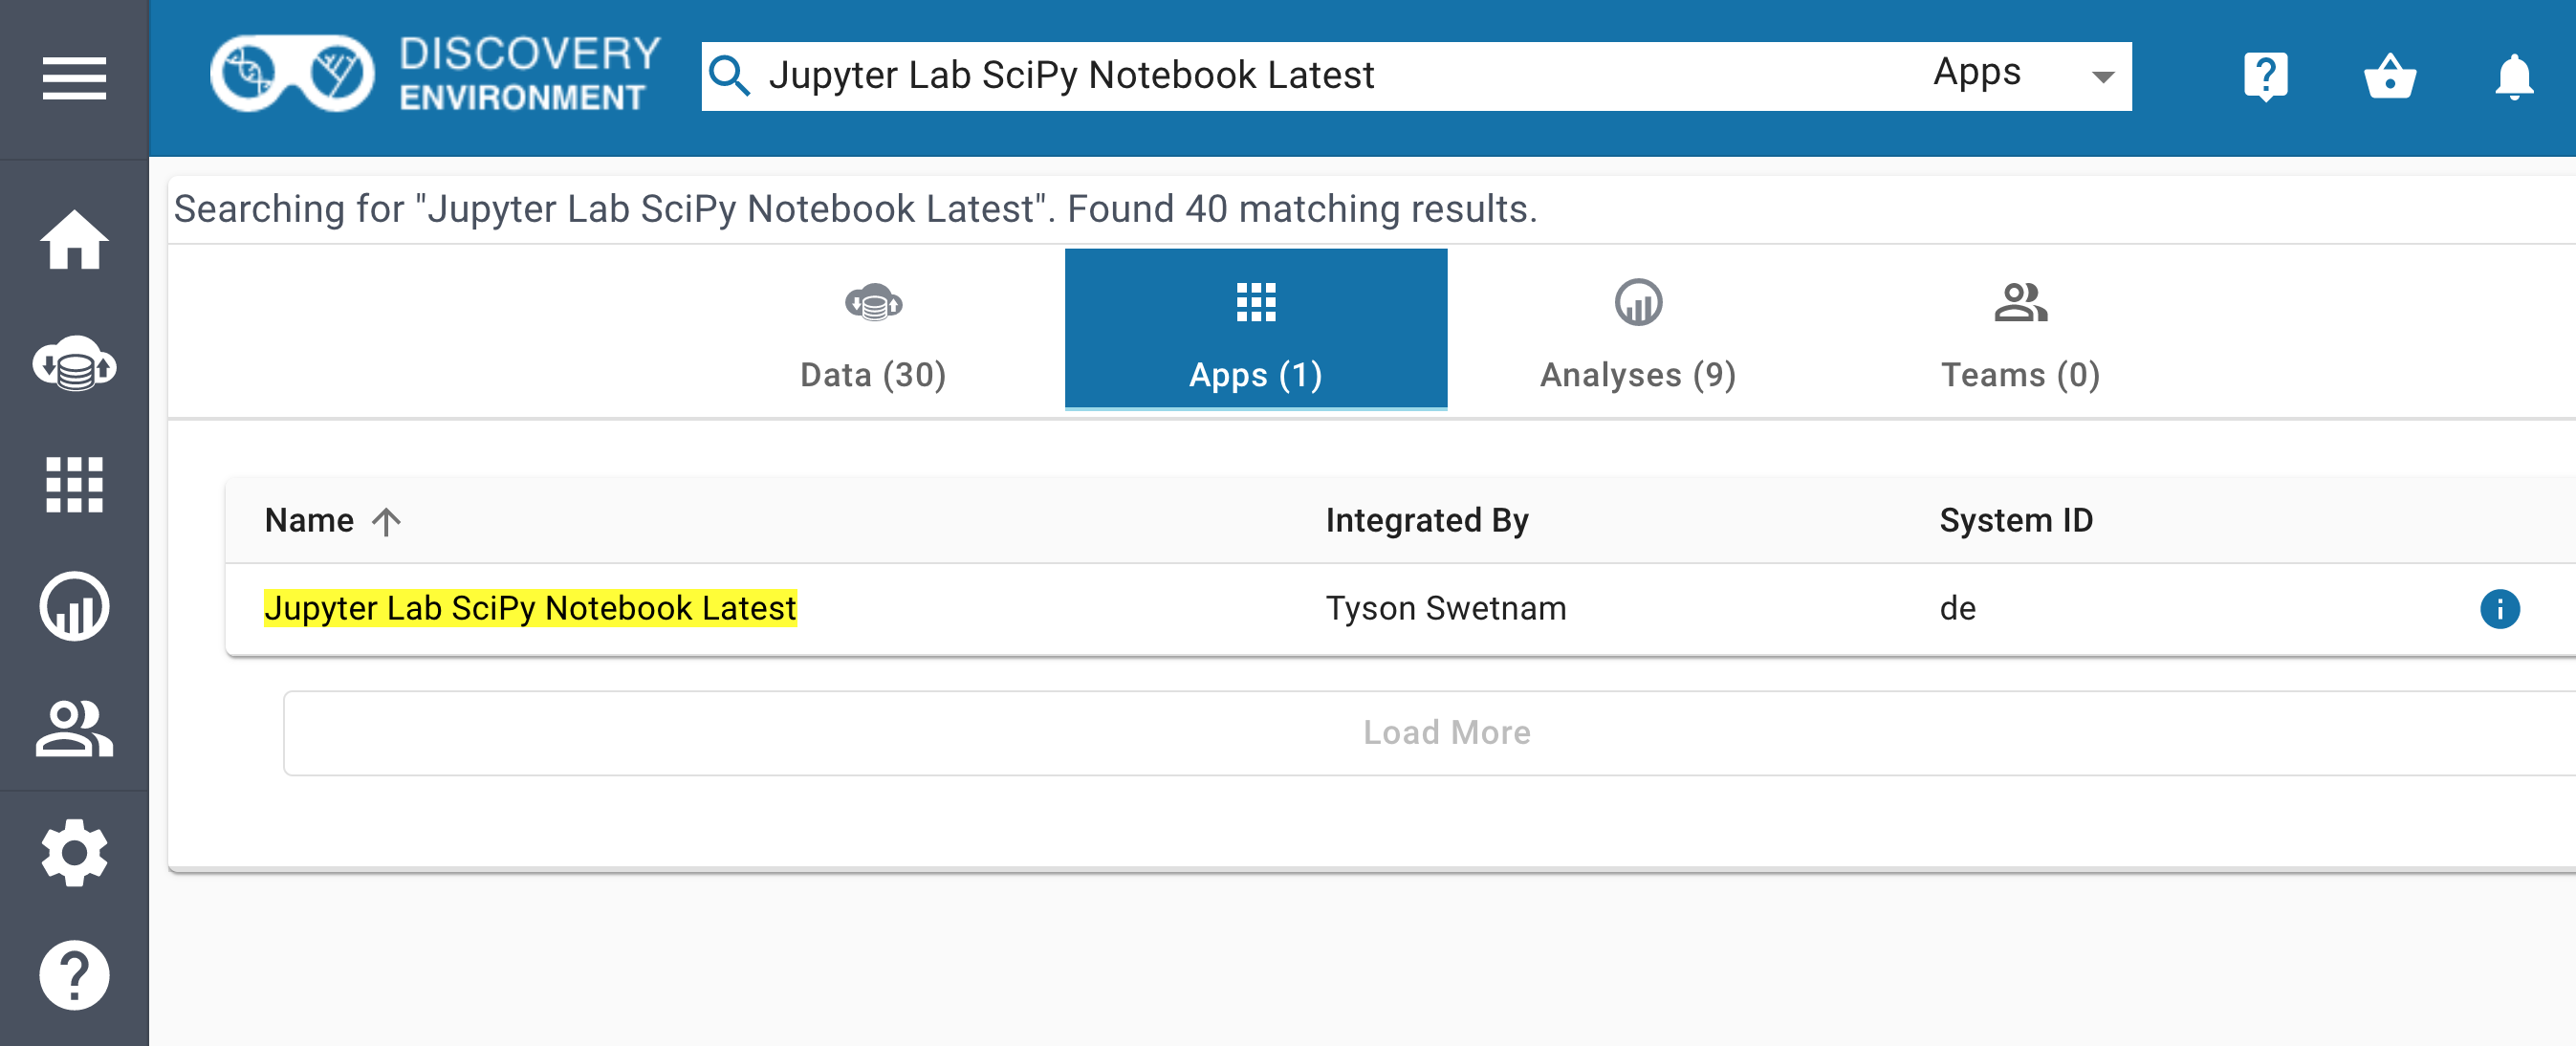 DISCOVERY
ENVIRONMENT
Jupyter Lab SciPy Notebook Latest Apps
Searching for "Jupyter Lab SciPy Notebook Latest". Found 40 matching results.
Data (30) Apps (1) Analyses (9) Teams (0)
Name Integrated By System ID
Jupyter Lab SciPy Notebook Latest Tyson Swetnam de
Load More